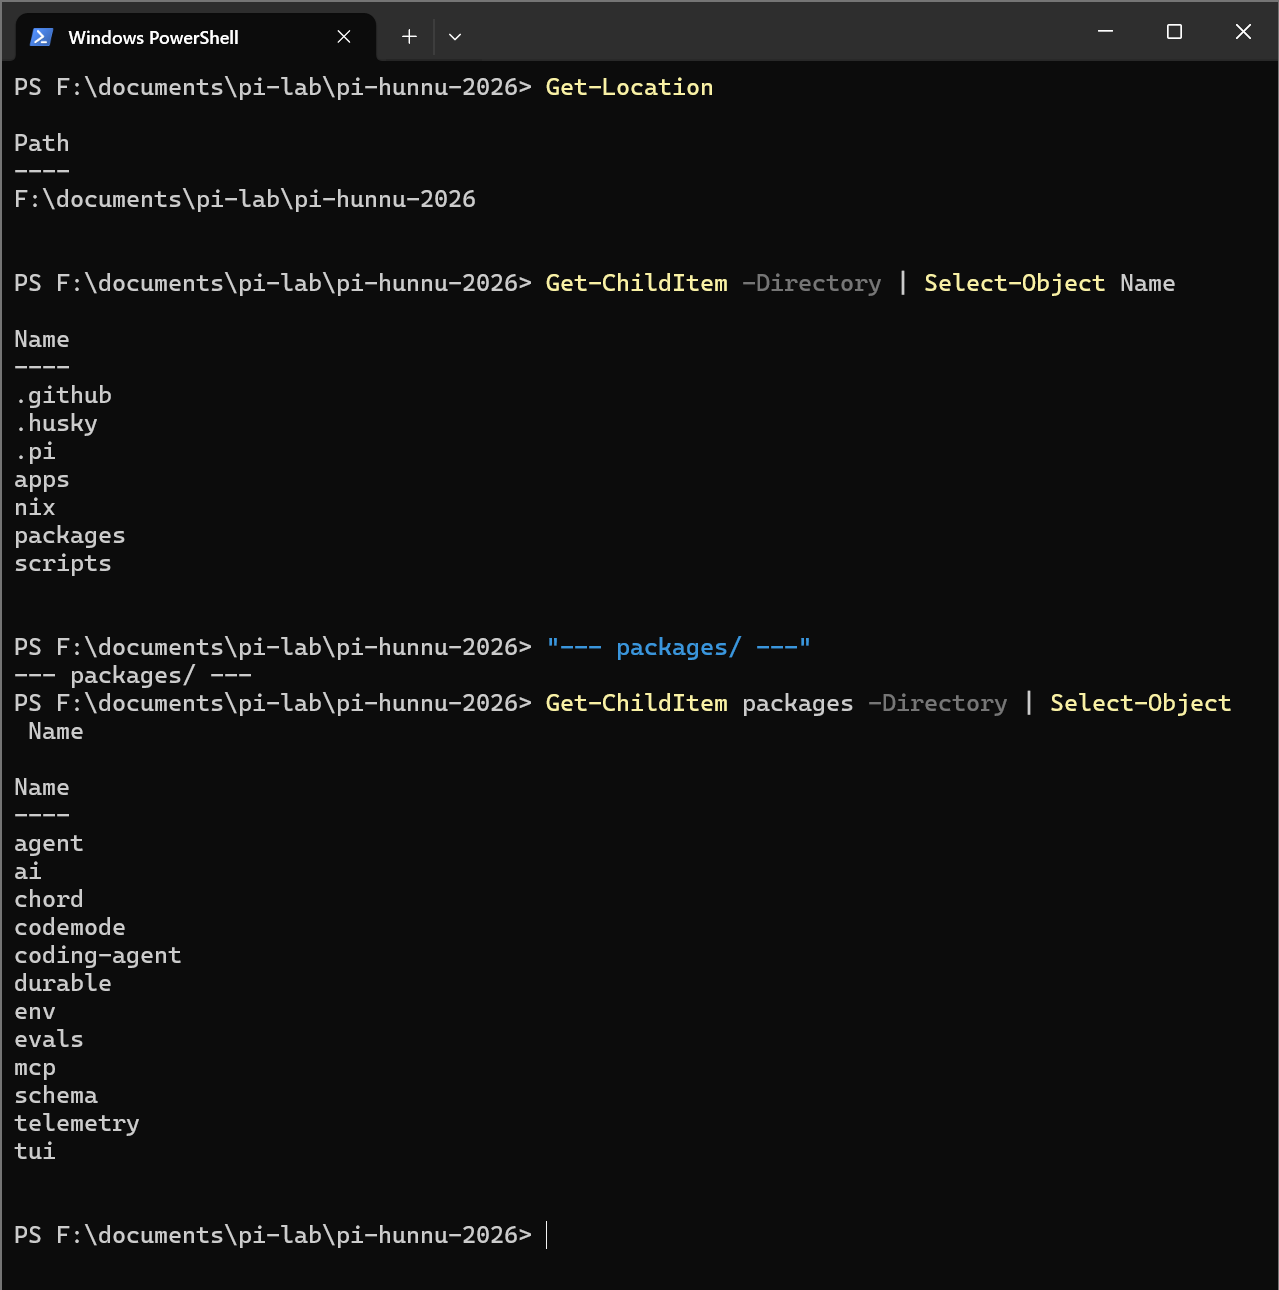 Windows PowerShell
PS F:\documents\pi-lab\pi-hunnu-2026> Get-Location
Path
----
F:\documents\pi-lab\pi-hunnu-2026
PS F:\documents\pi-lab\pi-hunnu-2026> Get-ChildItem -Directory | Select-Object Name
Name
----
.github
.husky
.pi
apps
nix
packages
scripts
PS F:\documents\pi-lab\pi-hunnu-2026> "--- packages/ ---"
--- packages/ ---
PS F:\documents\pi-lab\pi-hunnu-2026> Get-ChildItem packages -Directory | Select-Object
Name
Name
----
agent
ai
chord
codemode
coding-agent
durable
env
evals
mcp
schema
telemetry
tui
PS F:\documents\pi-lab\pi-hunnu-2026>